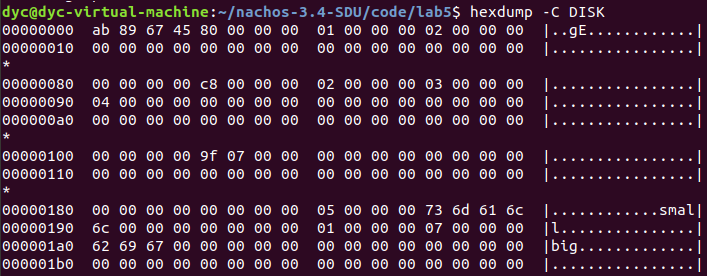 dyc@dyc-virtual-machine:~/nachos-3.4-SDU/code/lab5$ hexdump -C DISK
00000000  ab 89 67 45 80 00 00 00  01 00 00 00 02 00 00 00  |..gE............|
00000010  00 00 00 00 00 00 00 00  00 00 00 00 00 00 00 00  |................|
*
00000080  00 00 00 00 c8 00 00 00  02 00 00 00 03 00 00 00  |................|
00000090  04 00 00 00 00 00 00 00  00 00 00 00 00 00 00 00  |................|
000000a0  00 00 00 00 00 00 00 00  00 00 00 00 00 00 00 00  |................|
*
00000100  00 00 00 00 9f 07 00 00  00 00 00 00 00 00 00 00  |................|
00000110  00 00 00 00 00 00 00 00  00 00 00 00 00 00 00 00  |................|
*
00000180  00 00 00 00 00 00 00 00  05 00 00 00 73 6d 61 6c  |............smal|
00000190  6c 00 00 00 00 00 00 00  01 00 00 00 07 00 00 00  |l...............|
000001a0  62 69 67 00 00 00 00 00  00 00 00 00 00 00 00 00  |big.............|
000001b0  00 00 00 00 00 00 00 00  00 00 00 00 00 00 00 00  |................|